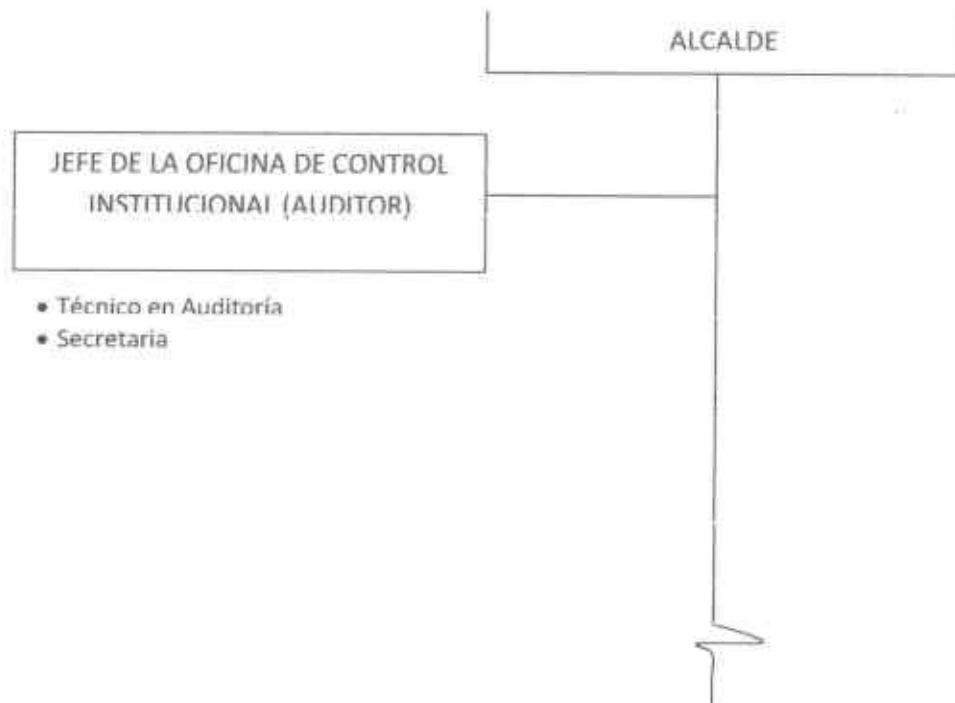 ALCALDE
JEFE DE LA OFICINA DE CONTROL
INSTITUCIONAL (AUDITOR)
• Técnico en Auditoría
• Secretaria